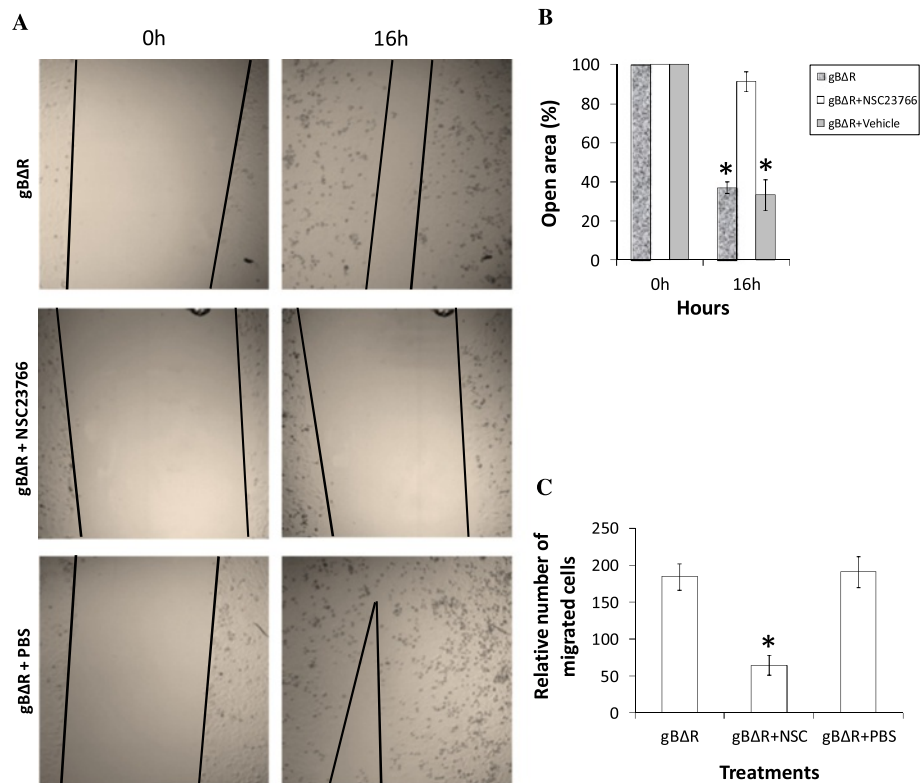 A
0h
16h
gBΔR
gBΔR + NSC23766
gBΔR + PBS
B
Open area (%)
100
80
60
40
20
0
*
*
0h
16h
Hours
gBΔR
gBΔR+NSC23766
gBΔR+Vehicle
C
Relative number of
migrated cells
250
200
150
100
50
0
*
gBΔR
gBΔR+NSC
gBΔR+PBS
Treatments